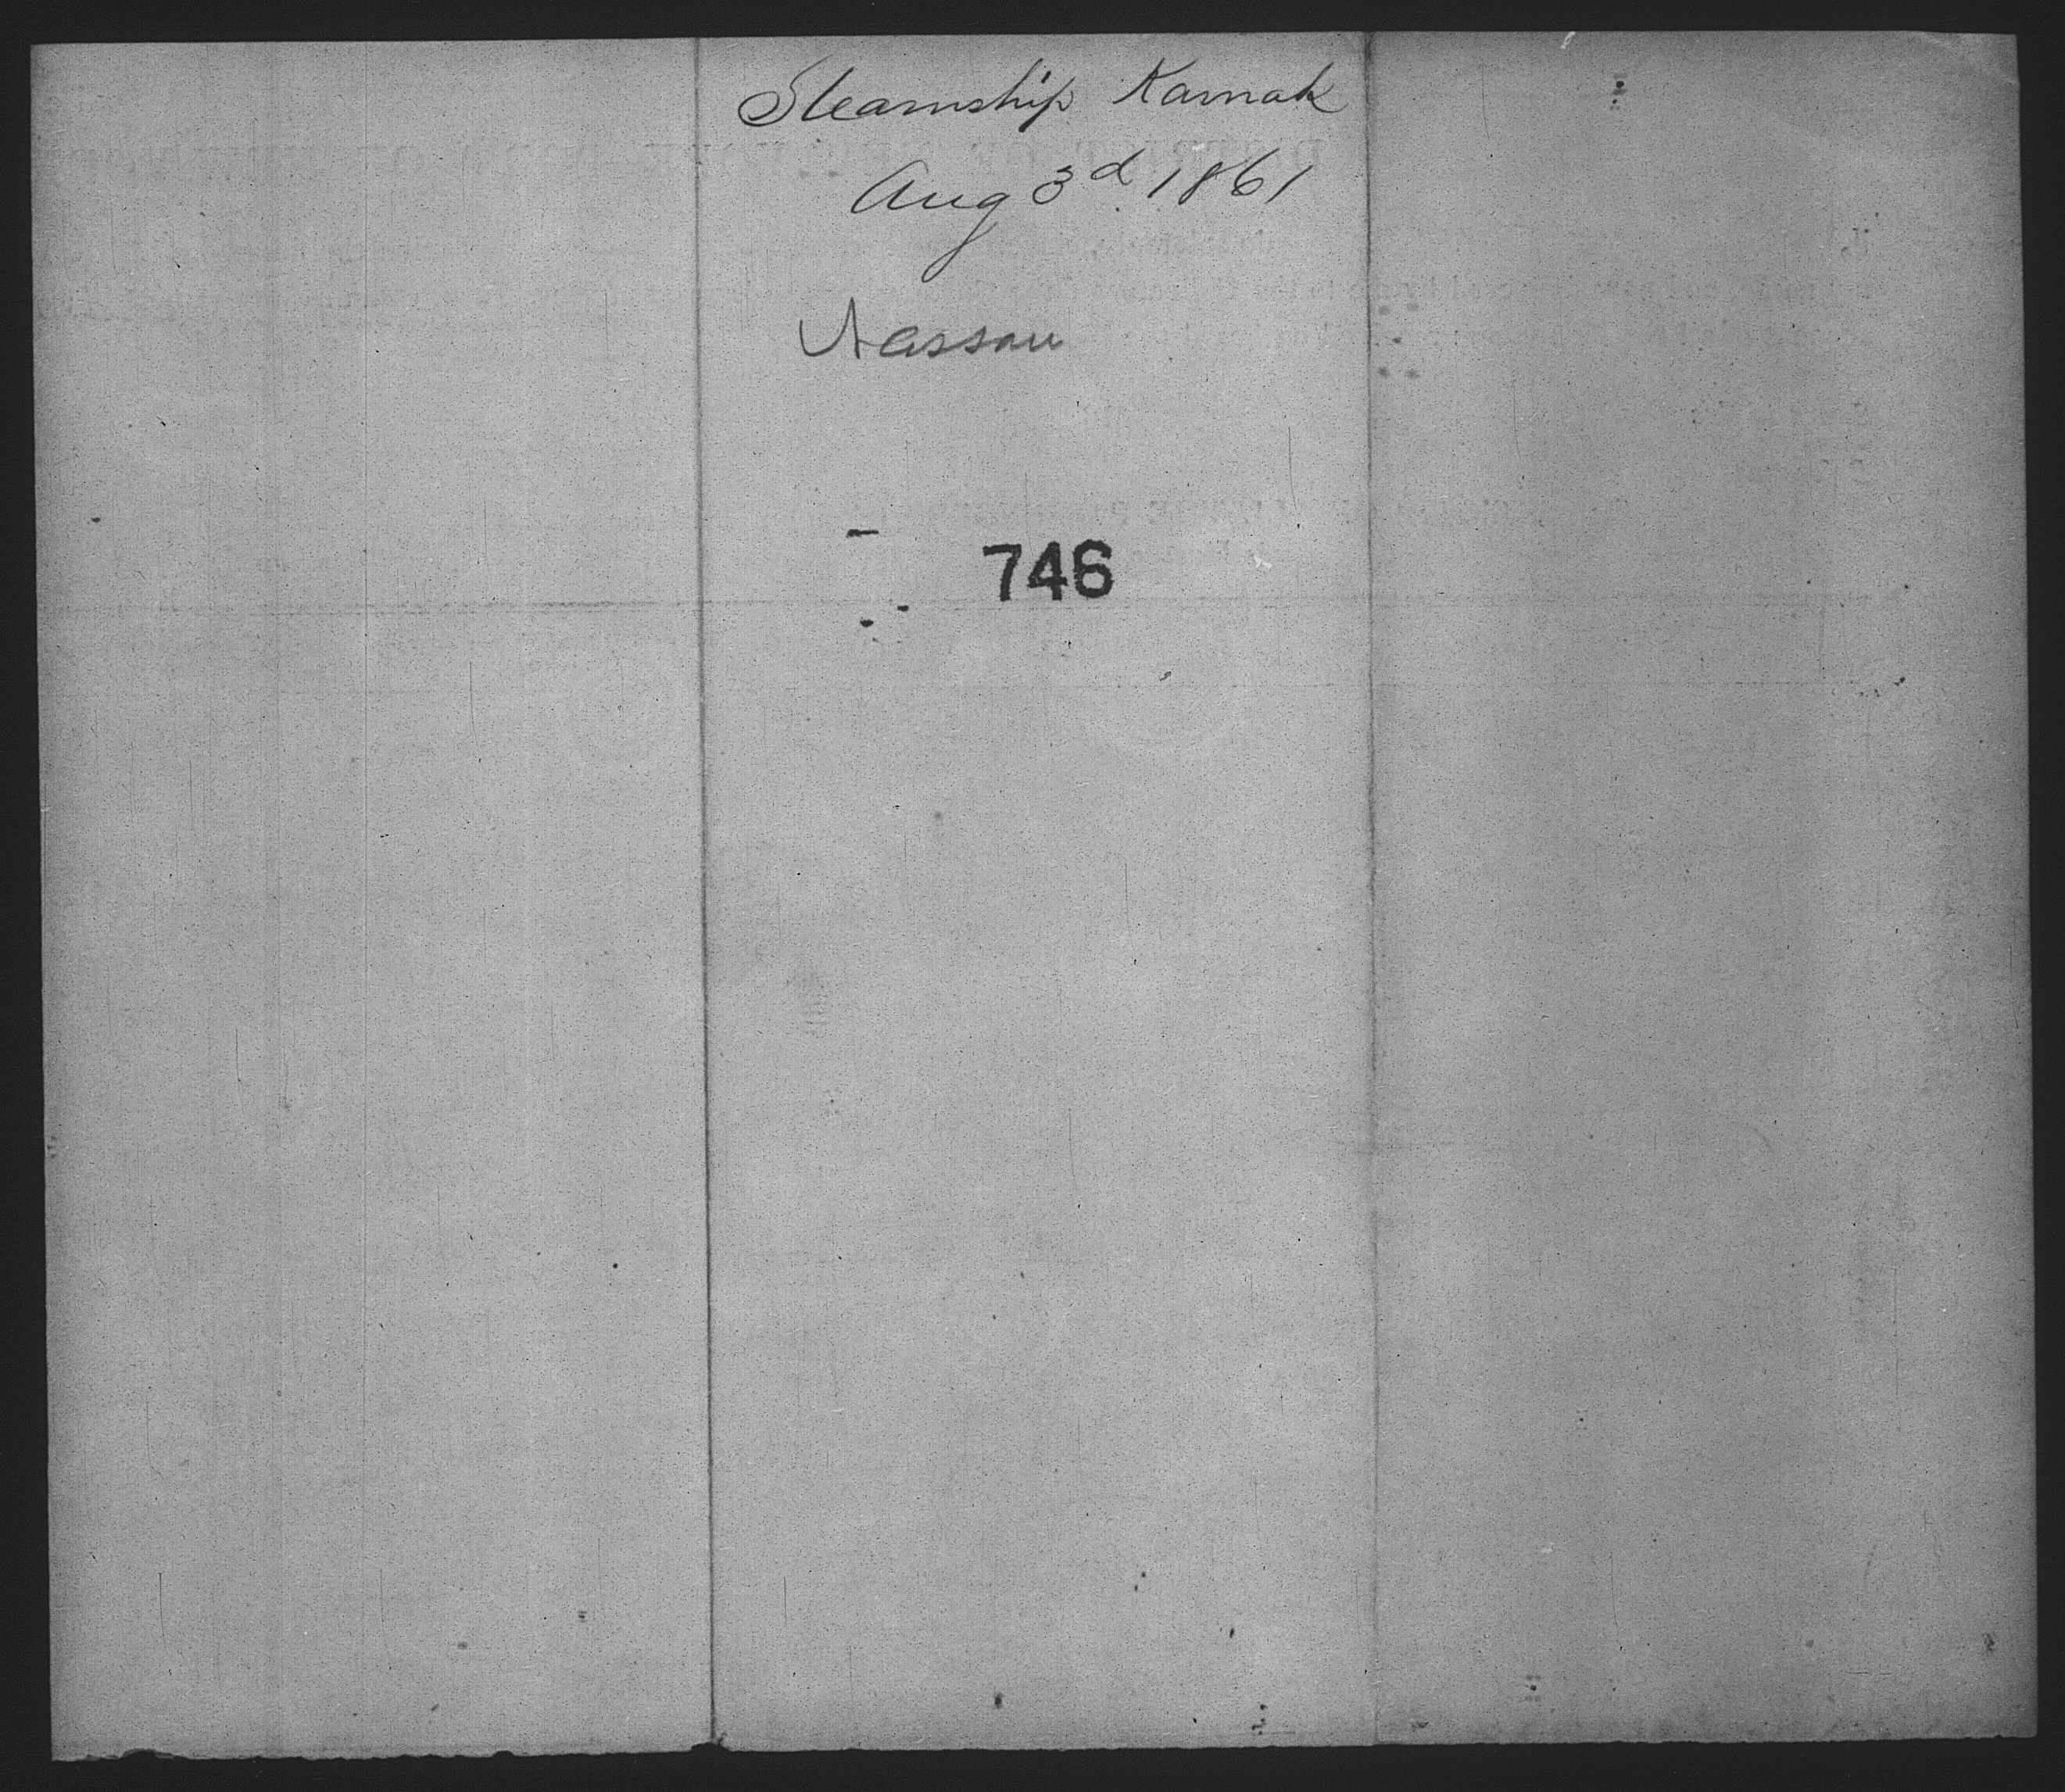 Steamship Karnak
Aug 3d 1861
Nassau
746